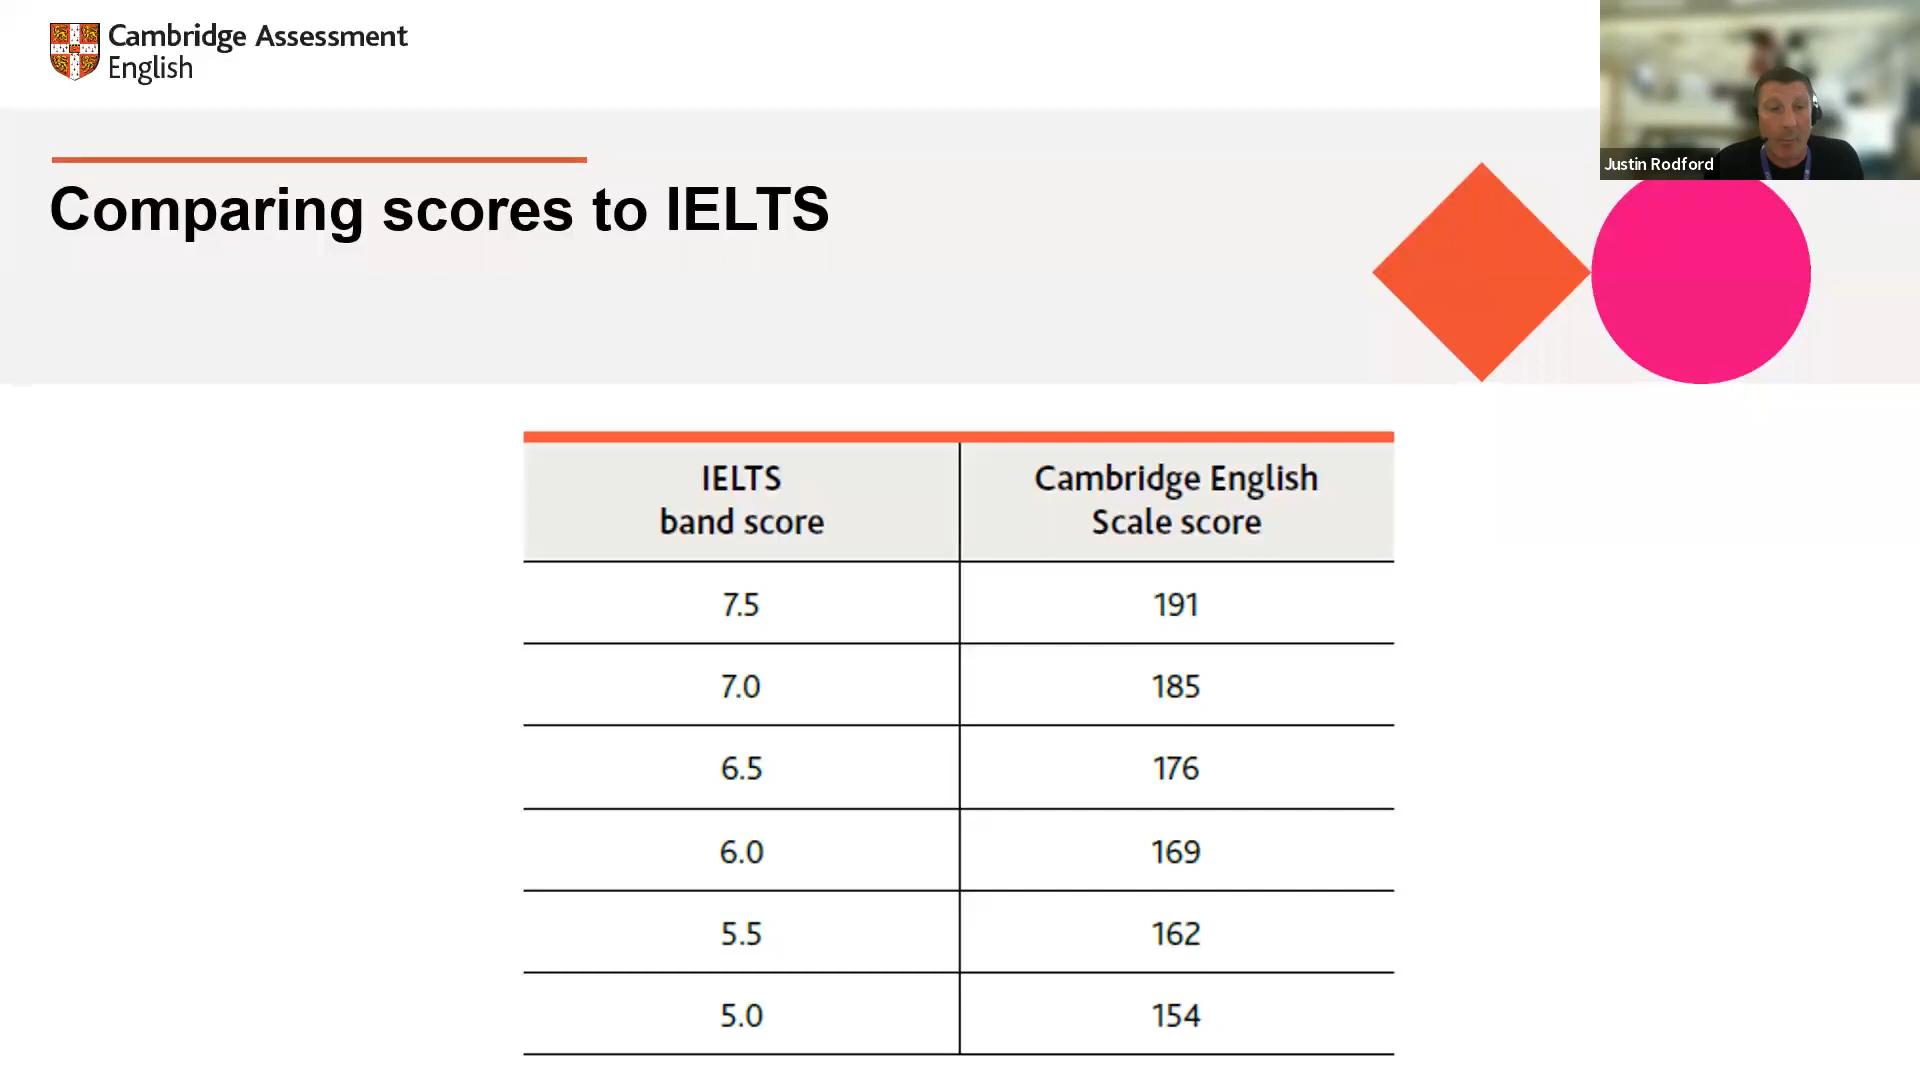 Cambridge Assessment
English
Justin Rodford
Comparing scores to IELTS
IELTS
band score
Cambridge English
Scale score
7.5 191
7.0 185
6.5 176
6.0 169
5.5 162
5.0 154